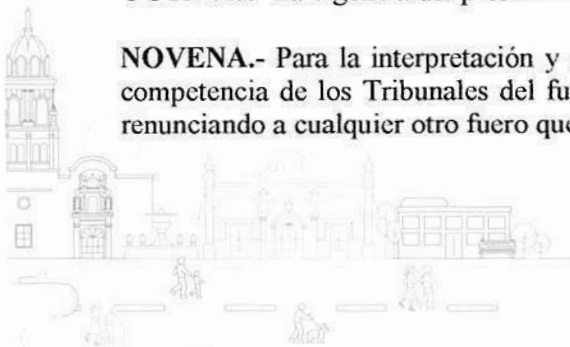 NOVENA.- Para la interpretación y
competencia de los Tribunales del fu
renunciando a cualquier otro fuero que